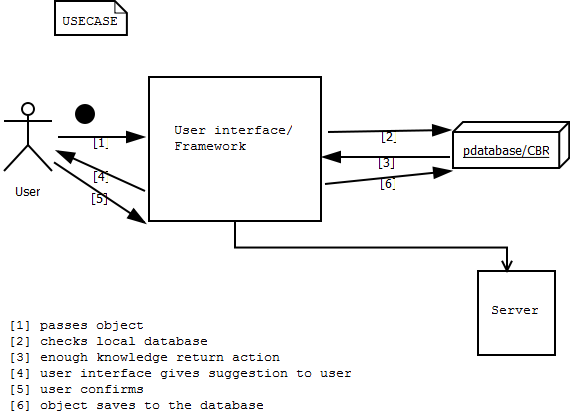 USECASE
User interface/
Framework
[1]
[2]
pdatabase/CBR
[3]
[4]
[6]
User
[5]
Server
[1] passes object
[2] checks local database
[3] enough knowledge return action
[4] user interface gives suggestion to user
[5] user confirms
[6] object saves to the database